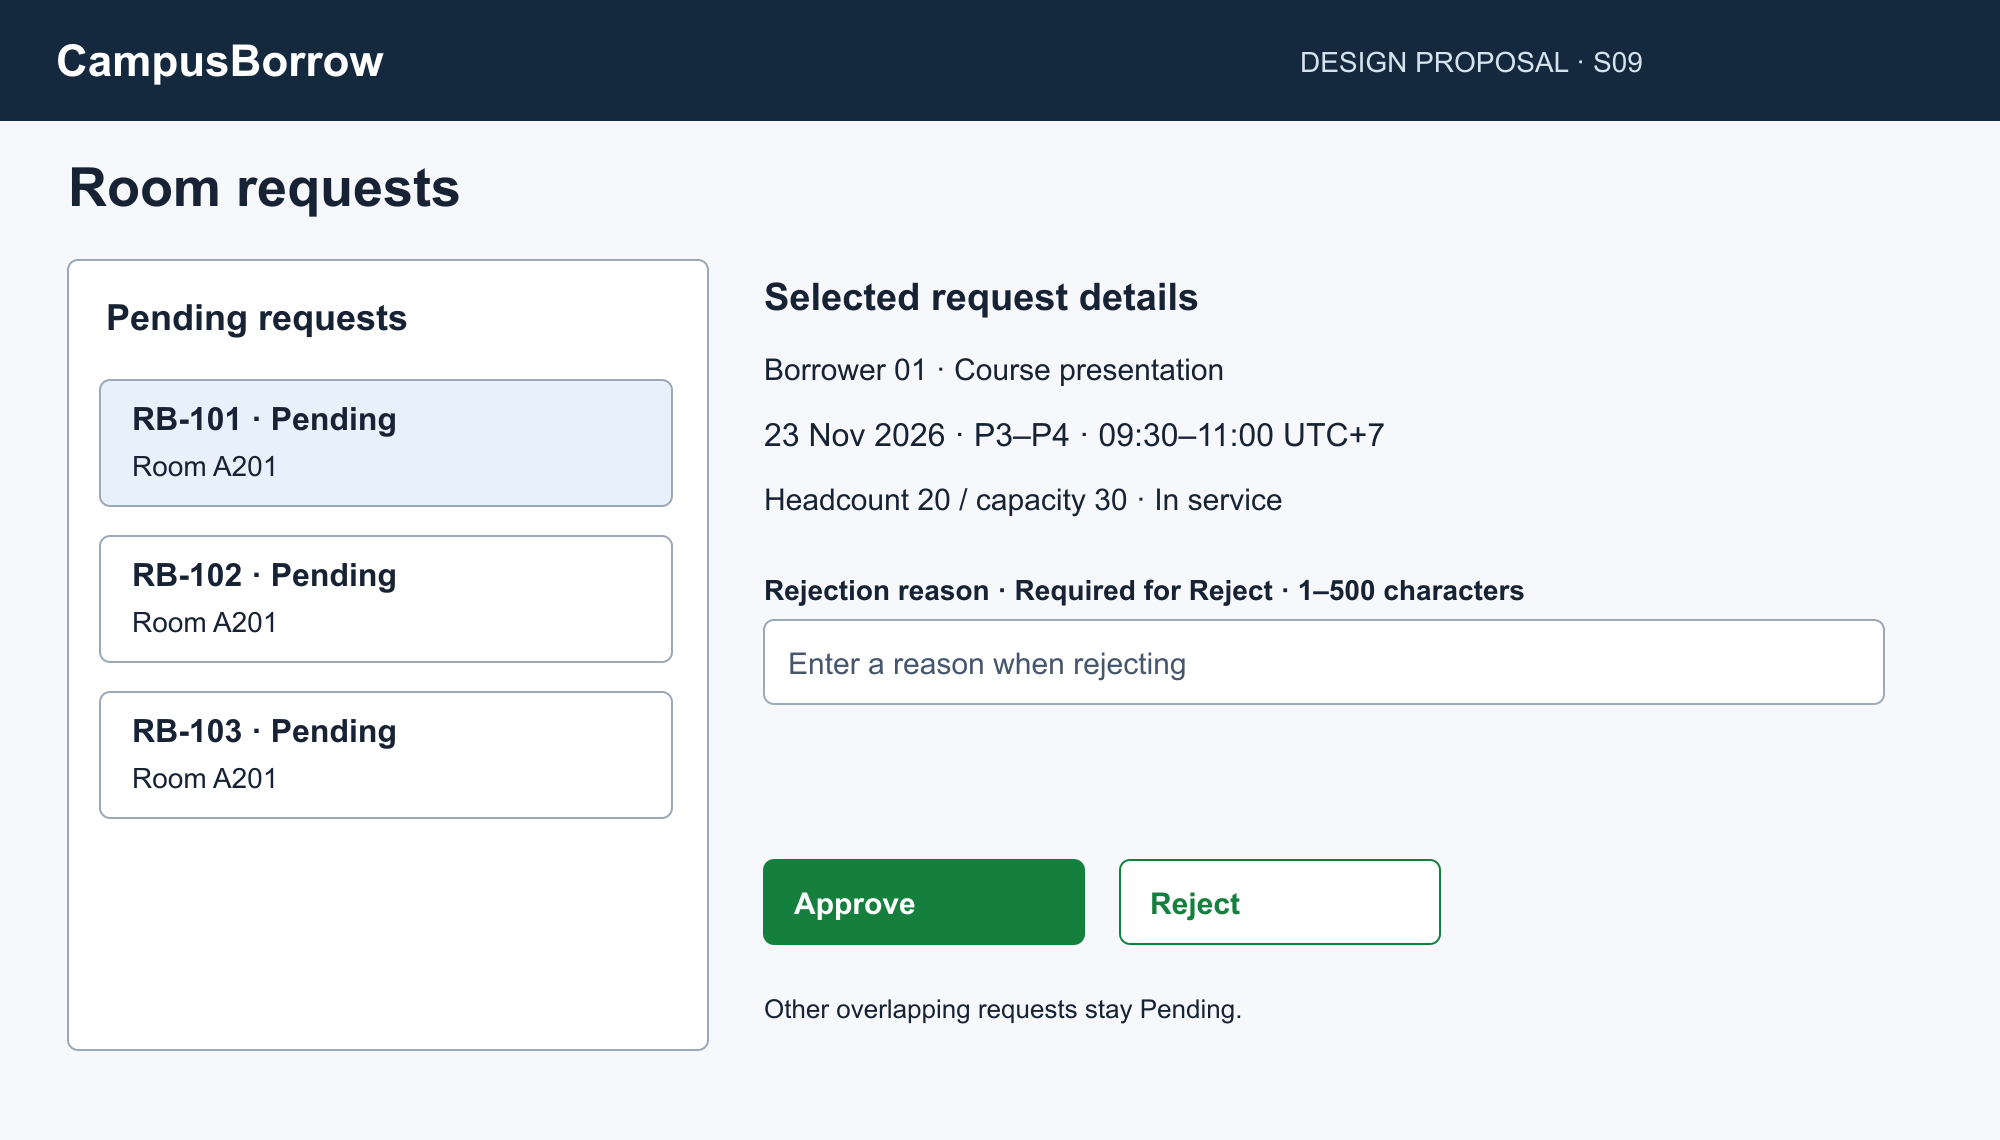 CampusBorrow
DESIGN PROPOSAL · S09
Room requests
Pending requests
RB-101 · Pending
Room A201
RB-102 · Pending
Room A201
RB-103 · Pending
Room A201
Selected request details
Borrower 01 · Course presentation
23 Nov 2026 · P3–P4 · 09:30–11:00 UTC+7
Headcount 20 / capacity 30 · In service
Rejection reason · Required for Reject · 1–500 characters
Enter a reason when rejecting
Approve
Reject
Other overlapping requests stay Pending.